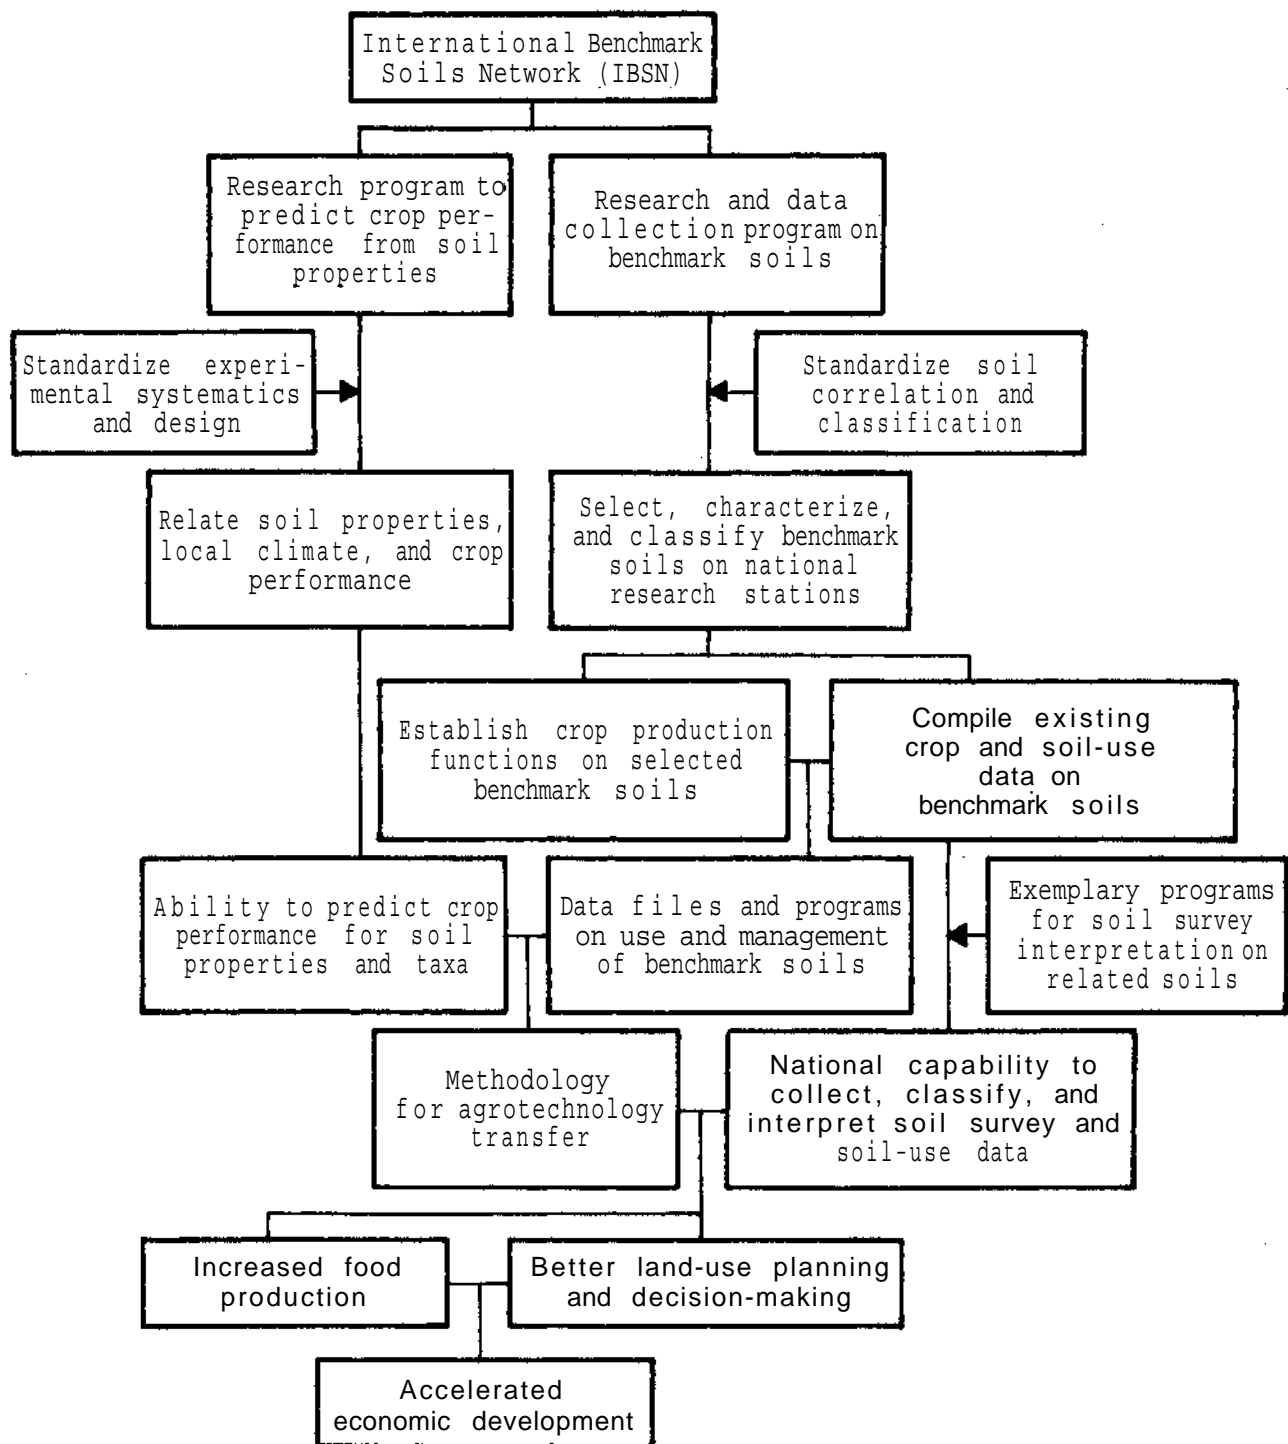 International Benchmark
Soils Network (IBSN)
Research program to
predict crop per-
formance from soil
properties
Research and data
collection program on
benchmark soils
Standardize experi-
mental systematics
and design
Standardize soil
correlation and
classification
Relate soil properties,
local climate, and crop
performance
Select, characterize,
and classify benchmark
soils on national
research stations
Establish crop production
functions on selected
benchmark soils
Compile existing
crop and soil-use
data on
benchmark soils
Ability to predict crop
performance for soil
properties and taxa
Data files and programs
on use and management
of benchmark soils
Exemplary programs
for soil survey
interpretation on
related soils
Methodology
for agrotechnology
transfer
National capability to
collect, classify, and
interpret soil survey and
soil-use data
Increased food
production
Better land-use planning
and decision-making
Accelerated
economic development